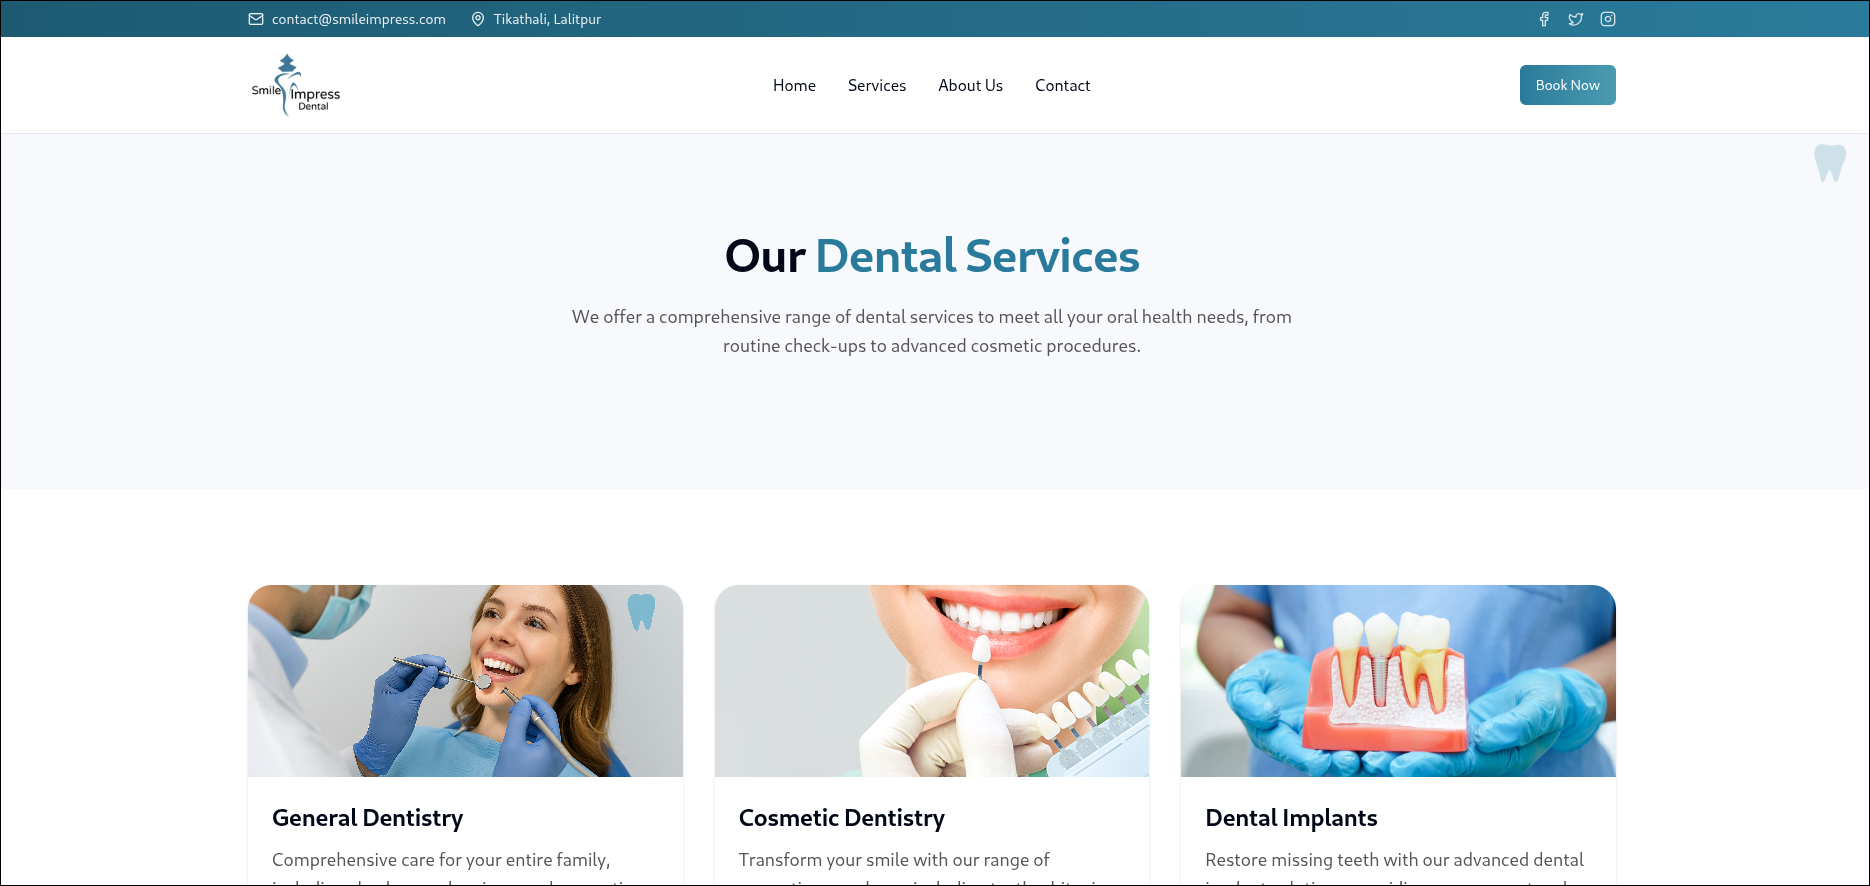 contact@smileimpress.com
Tikathali, Lalitpur
Smile Impress
Dental
Home
Services
About Us
Contact
Book Now
Our Dental Services
We offer a comprehensive range of dental services to meet all your oral health needs, from
routine check-ups to advanced cosmetic procedures.
General Dentistry
Comprehensive care for your entire family,
Cosmetic Dentistry
Transform your smile with our range of
Dental Implants
Restore missing teeth with our advanced dental